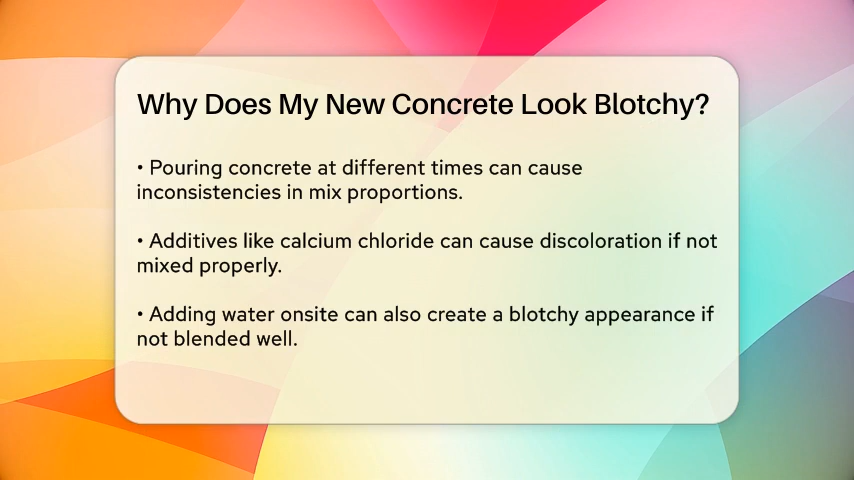 Why Does My New Concrete Look Blotchy?
• Pouring concrete at different times can cause
inconsistencies in mix proportions.
• Additives like calcium chloride can cause discoloration if not
mixed properly.
• Adding water onsite can also create a blotchy appearance if
not blended well.